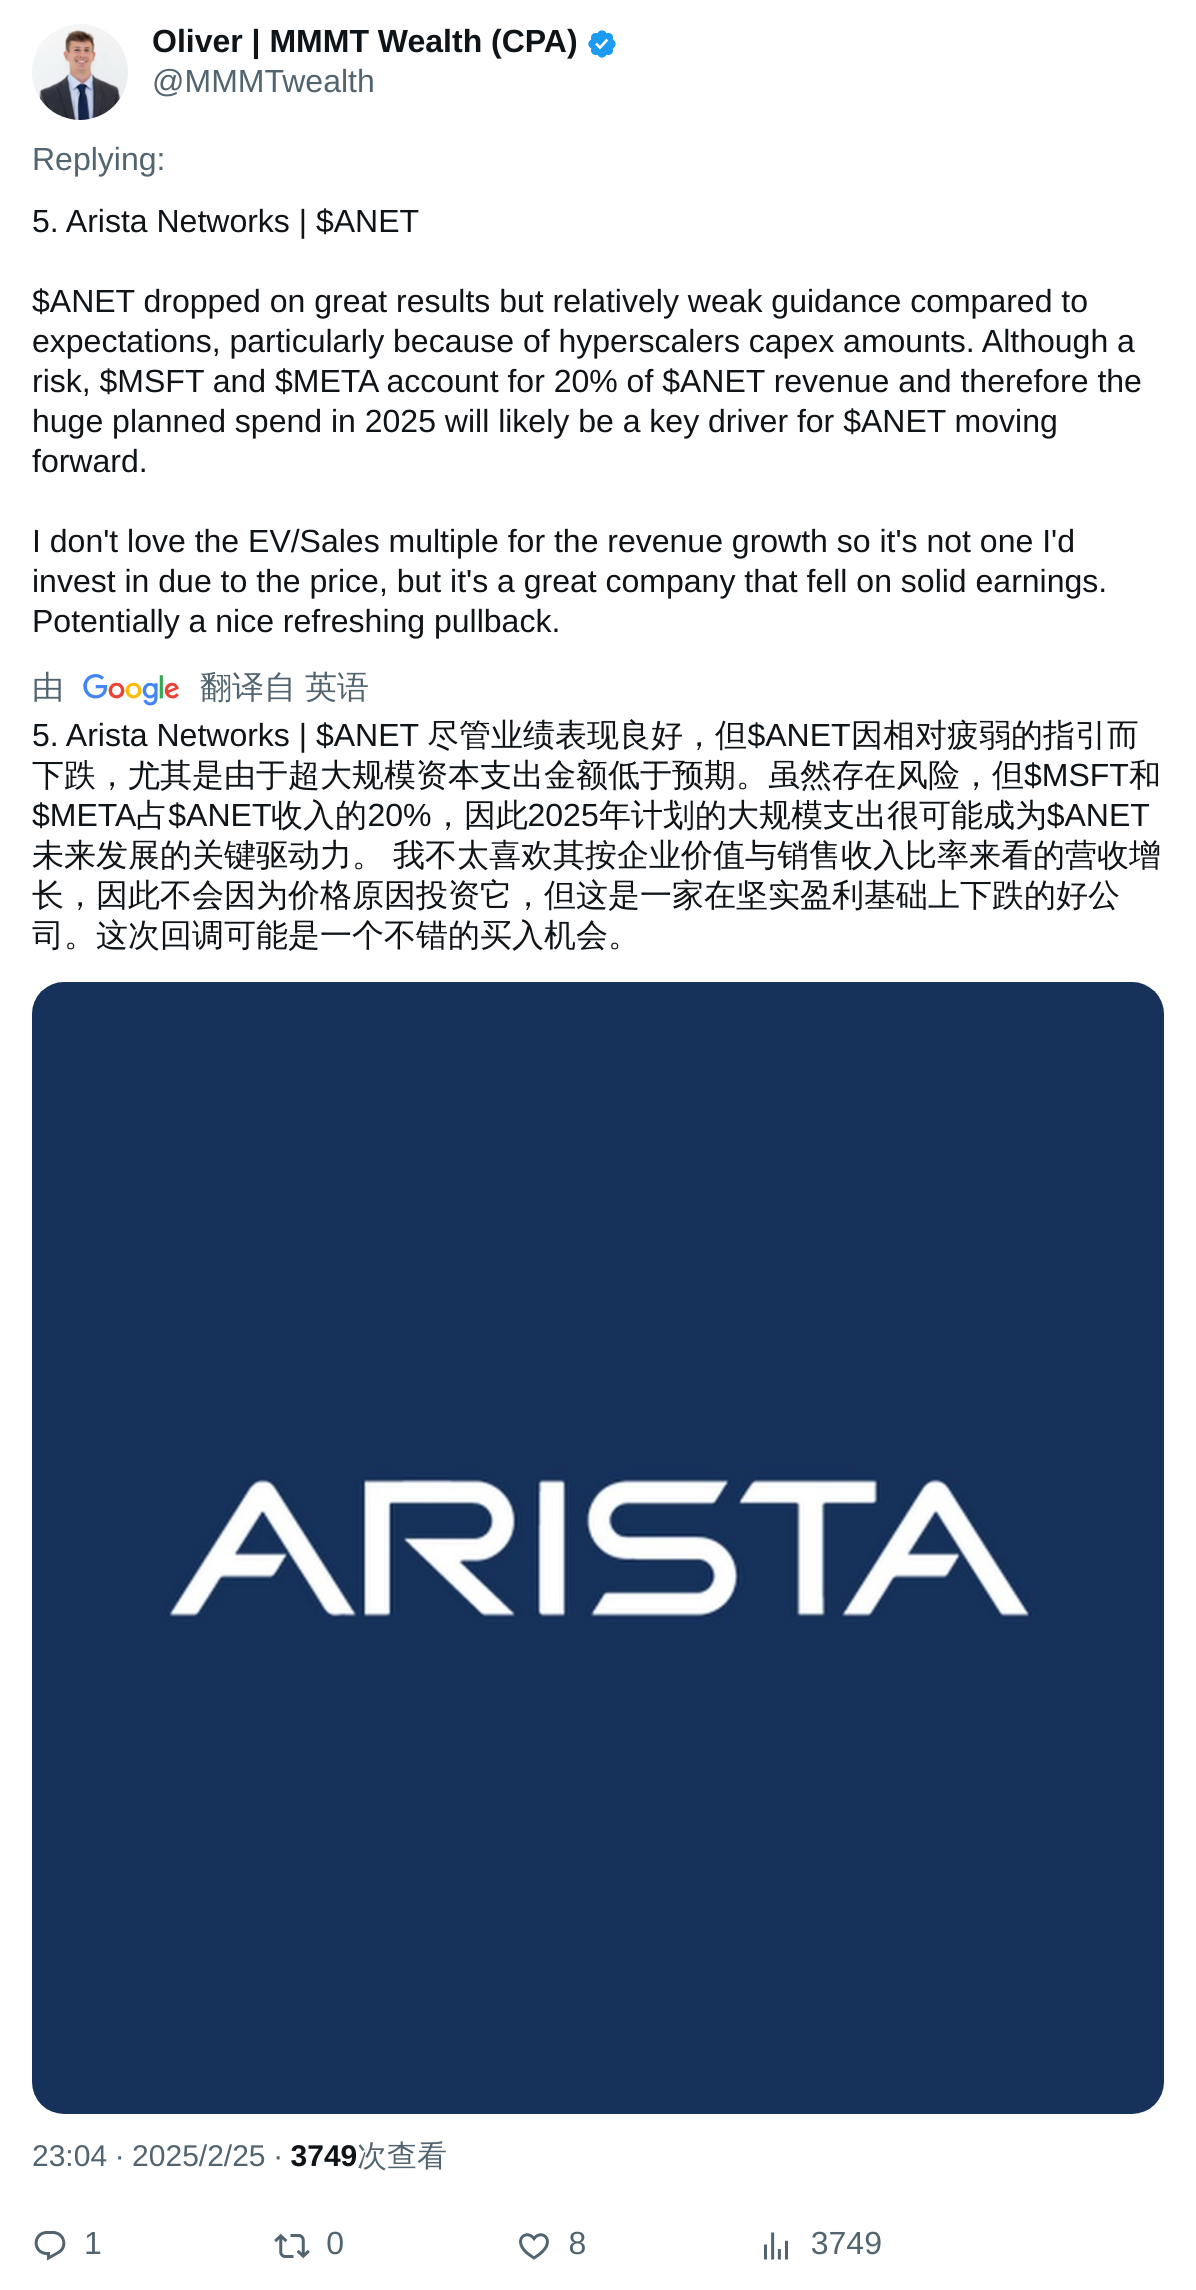 Oliver | MMMT Wealth (CPA)
@MMMTwealth
Replying:
5. Arista Networks | $ANET
$ANET dropped on great results but relatively weak guidance compared to
expectations, particularly because of hyperscalers capex amounts. Although a
risk, $MSFT and $META account for 20% of $ANET revenue and therefore the
huge planned spend in 2025 will likely be a key driver for $ANET moving
forward.
I don't love the EV/Sales multiple for the revenue growth so it's not one I'd
invest in due to the price, but it's a great company that fell on solid earnings.
Potentially a nice refreshing pullback.
由 Google 翻译自 英语
5. Arista Networks | $ANET 尽管业绩表现良好，但$ANET因相对疲弱的指引而
下跌，尤其是由于超大规模资本支出金额低于预期。虽然存在风险，但$MSFT和
$META占$ANET收入的20%，因此2025年计划的大规模支出很可能成为$ANET
未来发展的关键驱动力。 我不太喜欢其按企业价值与销售收入比率来看的营收增
长，因此不会因为价格原因投资它，但这是一家在坚实盈利基础上下跌的好公
司。这次回调可能是一个不错的买入机会。
ARISTA
23:04 · 2025/2/25 · 3749次查看
1 0 8 3749